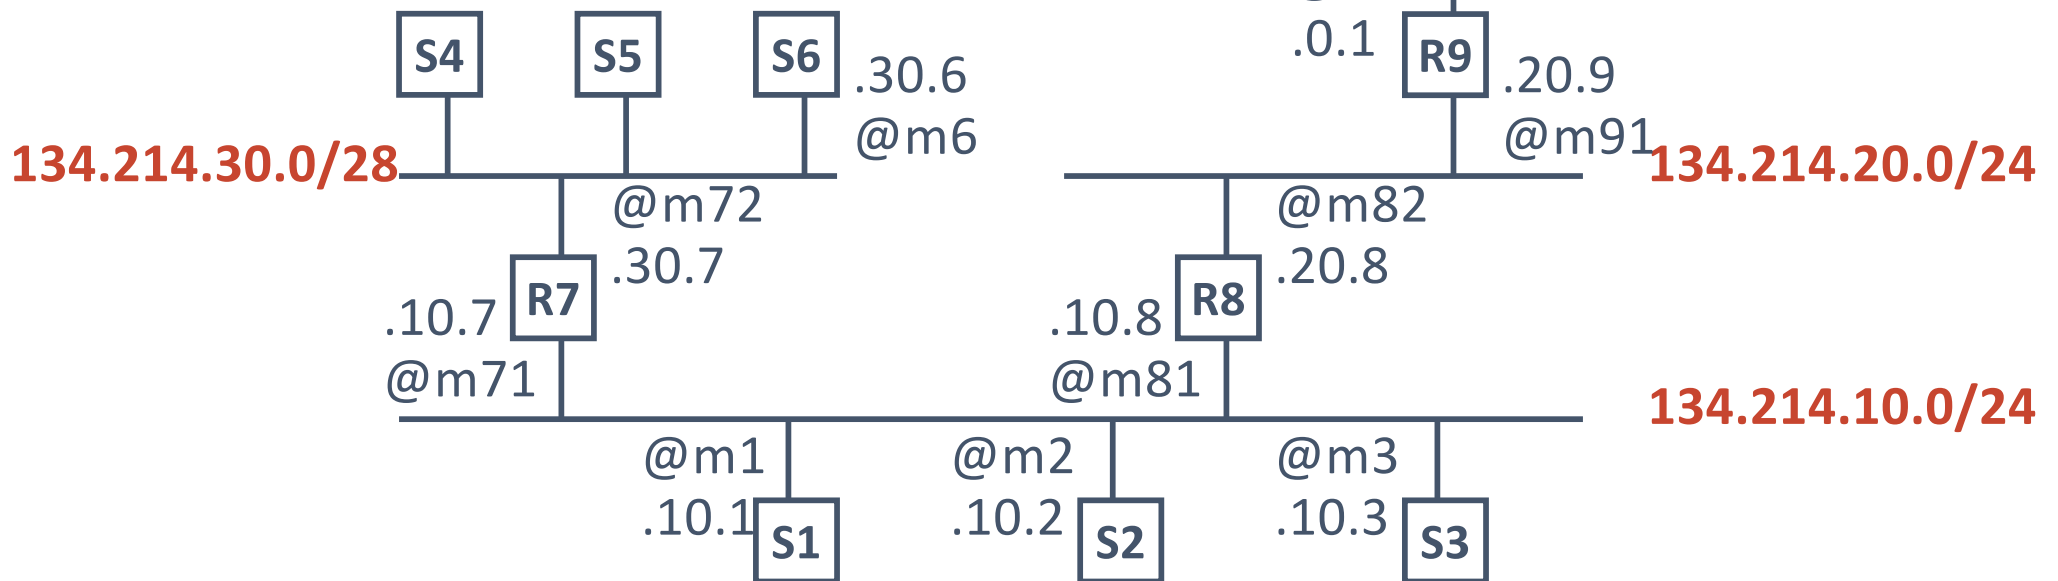 S4
S5
S6
.30.6
@m6
.0.1
R9
.20.9
@m91
134.214.30.0/28
134.214.20.0/24
@m72
.30.7
R7
.10.7
@m71
@m82
.20.8
R8
.10.8
@m81
134.214.10.0/24
@m1
.10.1
S1
@m2
.10.2
S2
@m3
.10.3
S3